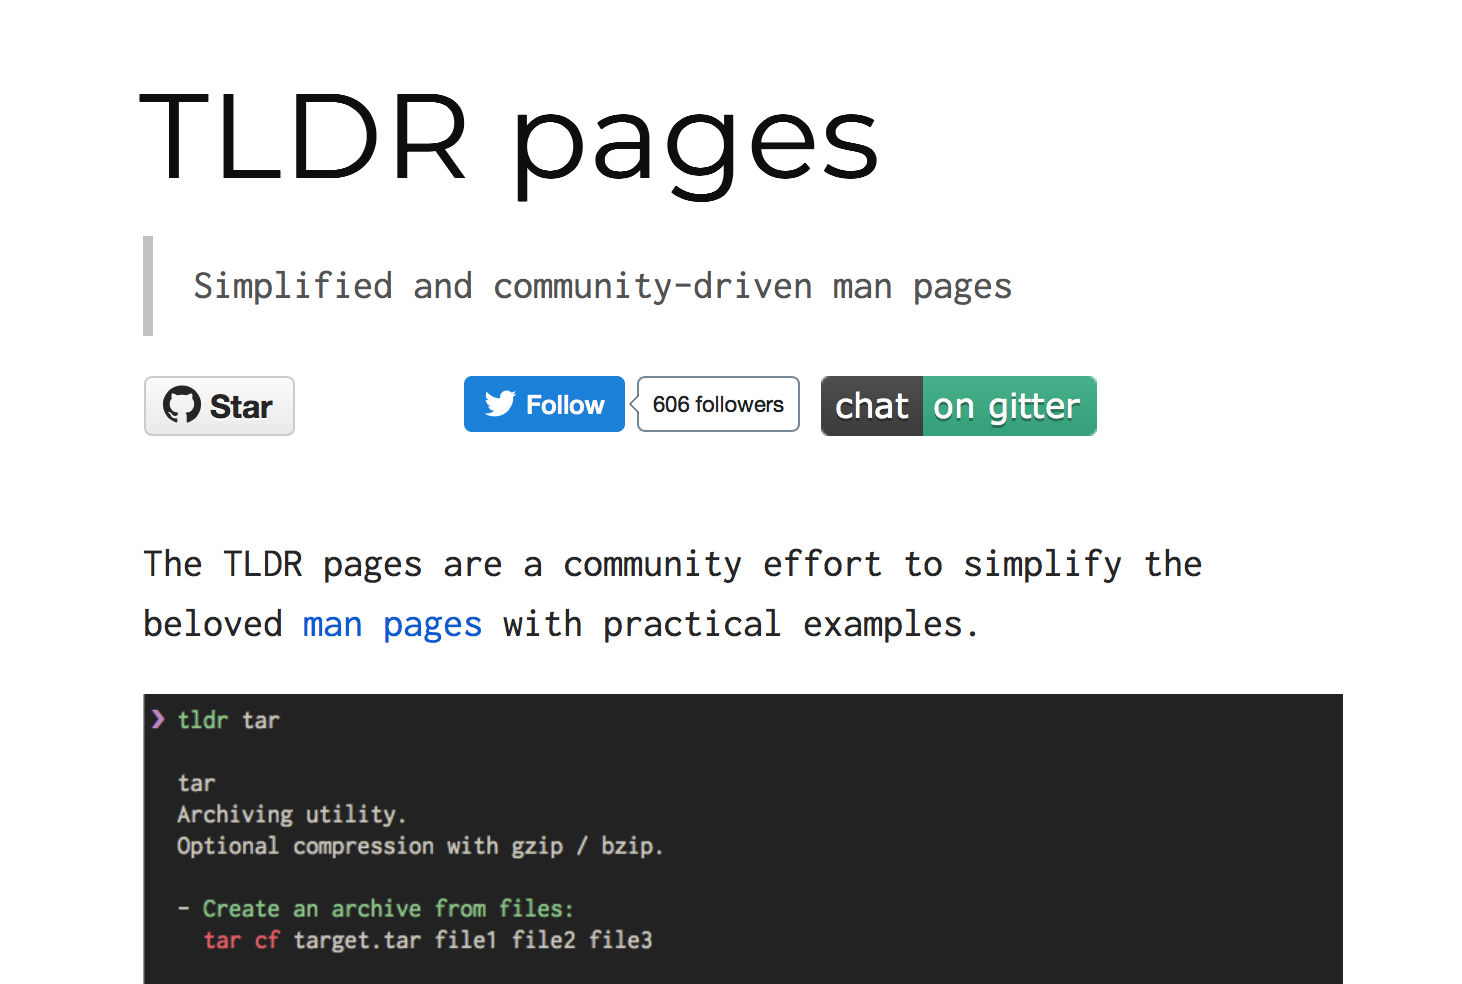 TLDR pages
Simplified and community-driven man pages
Star
Follow
606 followers
chat on gitter
The TLDR pages are a community effort to simplify the
beloved man pages with practical examples.
❯ tldr tar
tar
Archiving utility.
Optional compression with gzip / bzip.
- Create an archive from files:
tar cf target.tar file1 file2 file3